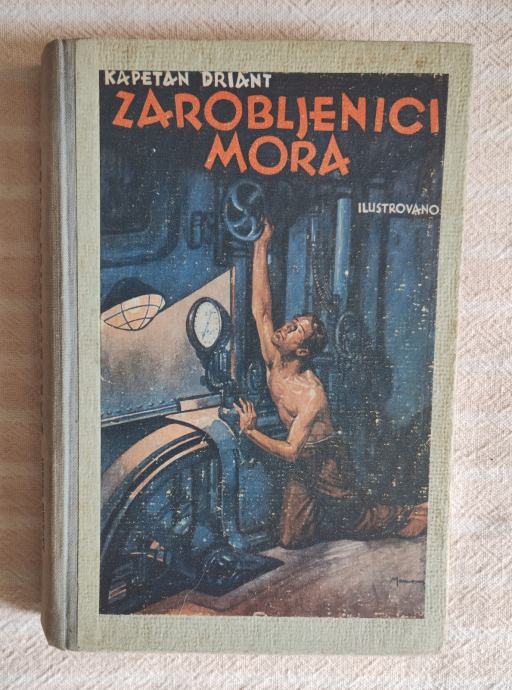 KAPETAN DRIANT
ZAROBLJENICI
MORA
ILUSTROVANO